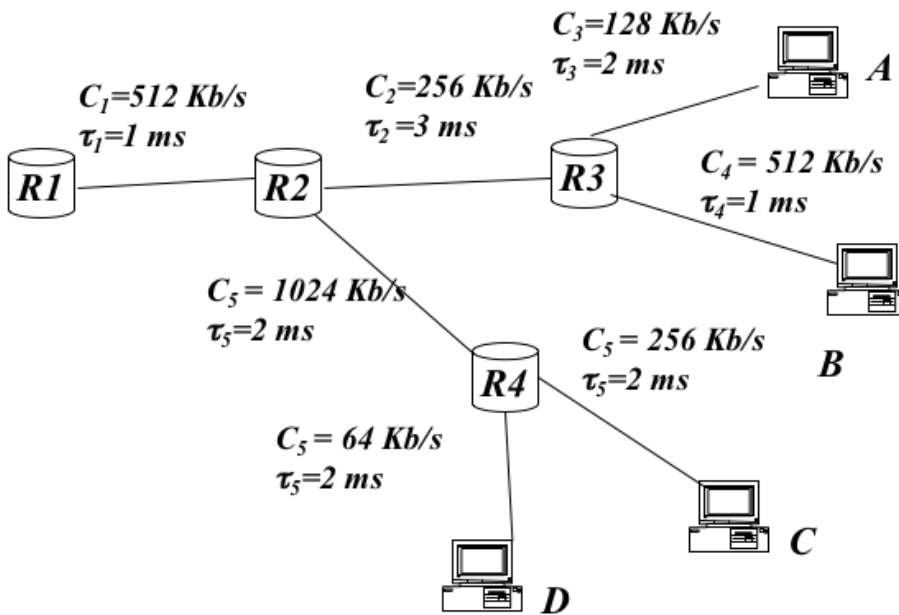 C3=128 Kb/s
τ3=2 ms
A
C1=512 Kb/s
τ1=1 ms
C2=256 Kb/s
τ2=3 ms
R1
R2
R3
C4 = 512 Kb/s
τ4=1 ms
B
C5 = 1024 Kb/s
τ5=2 ms
C5 = 256 Kb/s
τ5=2 ms
R4
C5 = 64 Kb/s
τ5=2 ms
C
D